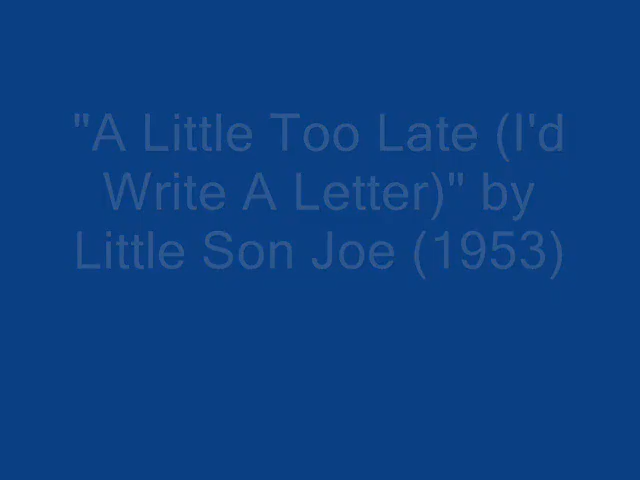 "A Little Too Late (I'd
Write A Letter)" by
Little Son Joe (1953)